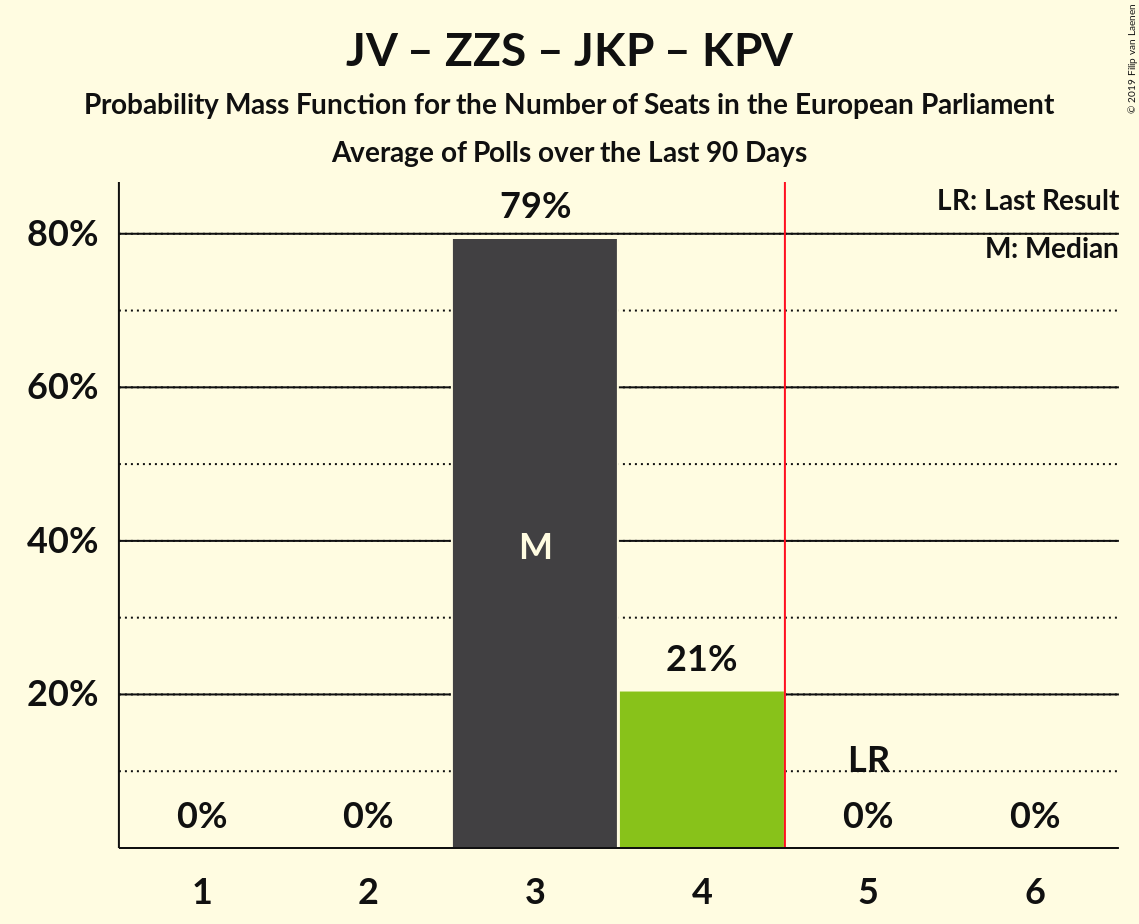 JV – ZZS – JKP – KPV
Probability Mass Function for the Number of Seats in the European Parliament
Average of Polls over the Last 90 Days
© 2019 Filip van Laenen
LR: Last Result
M: Median
79%
80%
60%
40%
M
21%
20%
LR
0% 0% 0% 0%
1 2 3 4 5 6